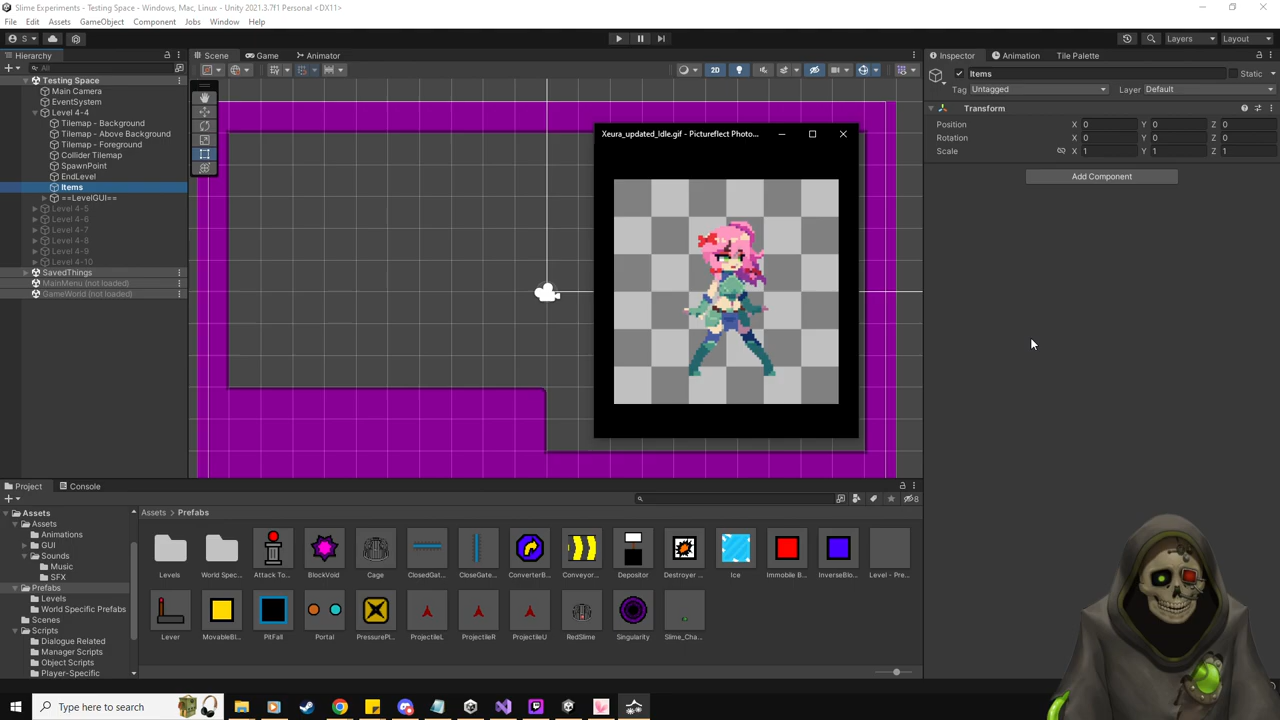 Slime Experiments - Testing Space - Windows, Mac, Linux - Unity 2021.3.7f1 Personal <DX11>
File Edit Assets GameObject Component Jobs Window Help
S Layers Layout
Hierarchy Scene Game Animator Inspector Animation Tile Palette
All 2D Items Static
Testing Space
Main Camera
EventSystem
Level 4-4
Tilemap - Background
Tilemap - Above Background
Tilemap - Foreground
Collider Tilemap
SpawnPoint
EndLevel
Items
==LevelGUI==
Level 4-5
Level 4-6
Level 4-7
Level 4-8
Level 4-9
Level 4-10
SavedThings
MainMenu (not loaded)
GameWorld (not loaded)
Xeura_updated_Idle.gif - Pictureflect Photo...
Tag Untagged Layer Default
Transform
Position X 0 Y 0 Z 0
Rotation X 0 Y 0 Z 0
Scale X 1 Y 1 Z 1
Add Component
Project Console
8
Assets
Assets
Animations
GUI
Sounds
Music
SFX
Prefabs
Levels
World Specific Prefabs
Scenes
Scripts
Dialogue Related
Manager Scripts
Object Scripts
Player-Specific
Assets > Prefabs
Levels World Spec... Attack To... BlockVoid Cage ClosedGat... CloseGate... ConverterB... Conveyor... Depositor Destroyer ... Ice Immobile B... InverseBlo... Level - Pre...
Lever MovableBl... PitFall Portal PressurePl... ProjectileL ProjectileR ProjectileU RedSlime Singularity Slime_Cha...
Type here to search